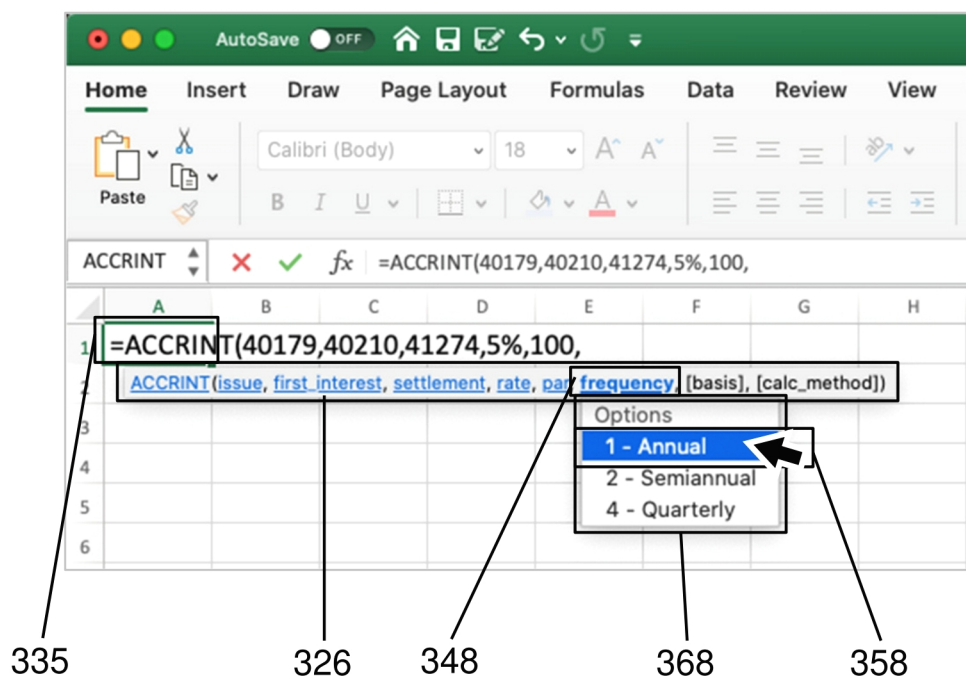 AutoSave OFF
Home Insert Draw Page Layout Formulas Data Review View
Paste
Calibri (Body) 18 A A
B I U A
ACCRINT fx =ACCRINT(40179,40210,41274,5%,100,
A B C D E F G H
1 =ACCRINT(40179,40210,41274,5%,100,
2 ACCRINT(issue, first_interest, settlement, rate, par, frequency, [basis], [calc_method])
3 Options
1 - Annual
4
2 - Semiannual
5 4 - Quarterly
6
335 326 348 368 358